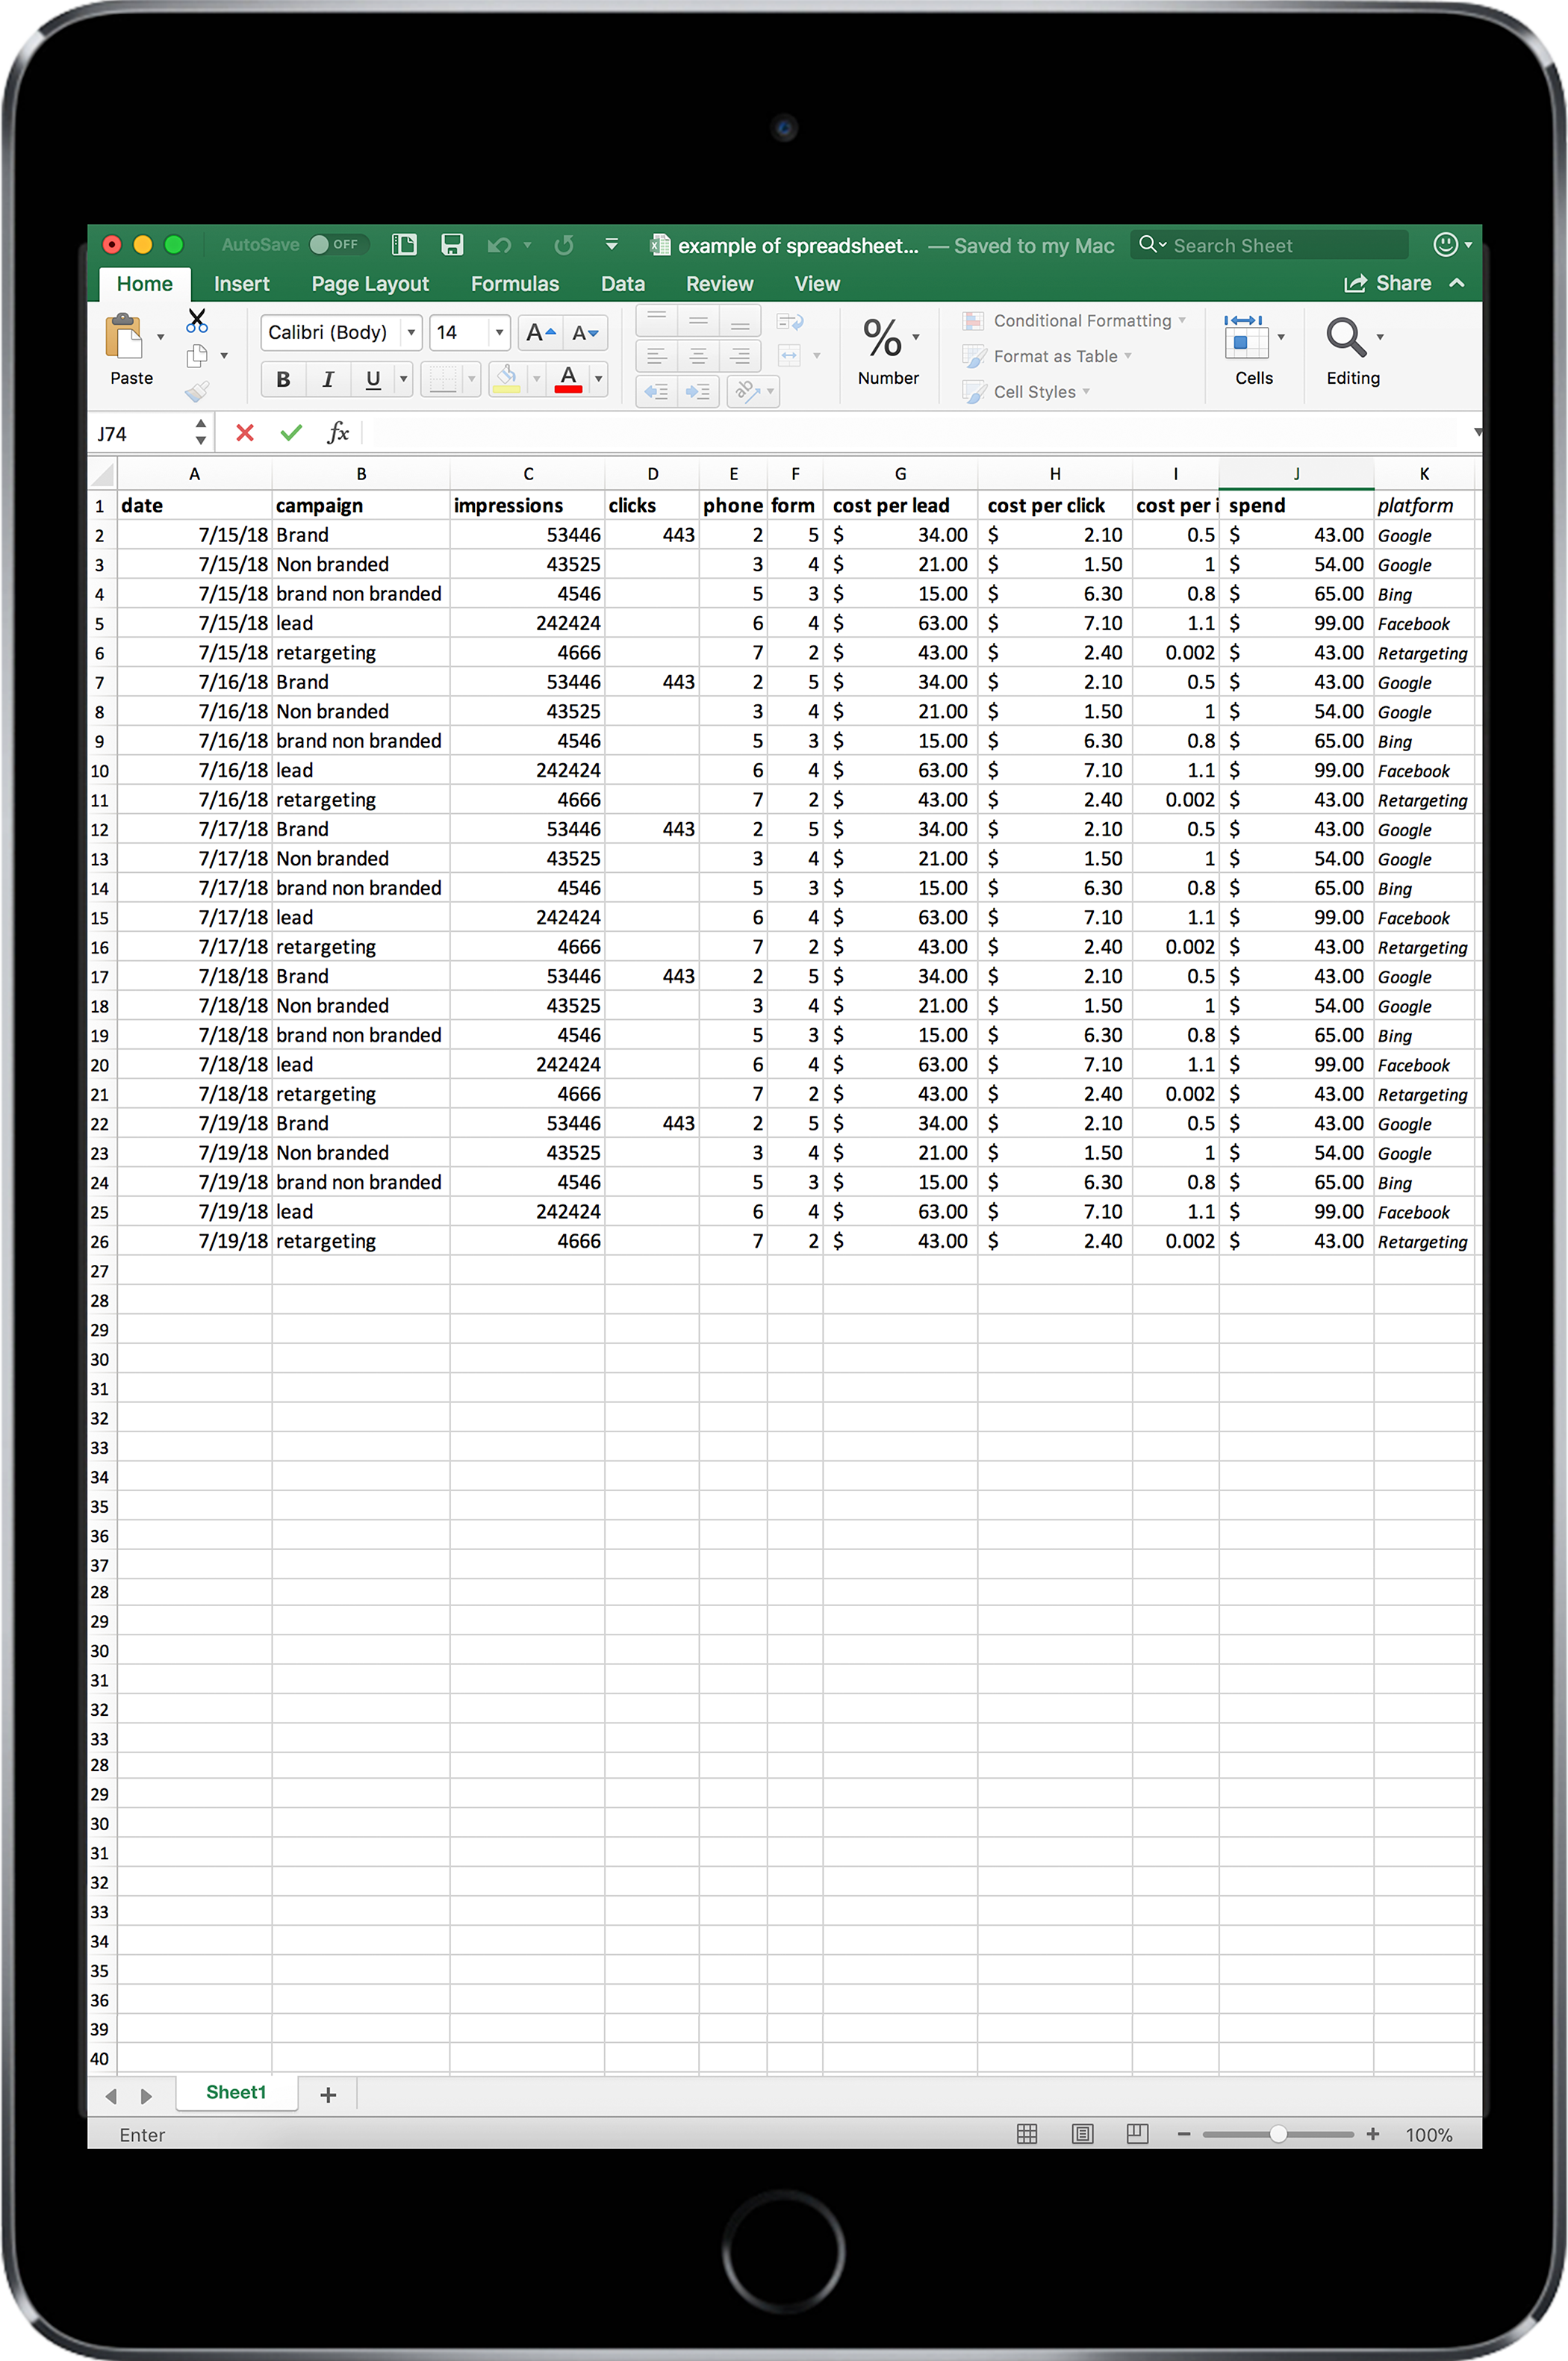 AutoSave OFF example of spreadsheet... — Saved to my Mac Search Sheet
Home Insert Page Layout Formulas Data Review View Share
Calibri (Body) 14 A A % Conditional Formatting
Format as Table
Paste B I U A ab Number Cell Styles Cells Editing
J74 fx
A B C D E F G H I J K
1 date campaign impressions clicks phone form cost per lead cost per click cost per i spend platform
2 7/15/18 Brand 53446 443 2 5 $ 34.00 $ 2.10 0.5 $ 43.00 Google
3 7/15/18 Non branded 43525 3 4 $ 21.00 $ 1.50 1 $ 54.00 Google
4 7/15/18 brand non branded 4546 5 3 $ 15.00 $ 6.30 0.8 $ 65.00 Bing
5 7/15/18 lead 242424 6 4 $ 63.00 $ 7.10 1.1 $ 99.00 Facebook
6 7/15/18 retargeting 4666 7 2 $ 43.00 $ 2.40 0.002 $ 43.00 Retargeting
7 7/16/18 Brand 53446 443 2 5 $ 34.00 $ 2.10 0.5 $ 43.00 Google
8 7/16/18 Non branded 43525 3 4 $ 21.00 $ 1.50 1 $ 54.00 Google
9 7/16/18 brand non branded 4546 5 3 $ 15.00 $ 6.30 0.8 $ 65.00 Bing
10 7/16/18 lead 242424 6 4 $ 63.00 $ 7.10 1.1 $ 99.00 Facebook
11 7/16/18 retargeting 4666 7 2 $ 43.00 $ 2.40 0.002 $ 43.00 Retargeting
12 7/17/18 Brand 53446 443 2 5 $ 34.00 $ 2.10 0.5 $ 43.00 Google
13 7/17/18 Non branded 43525 3 4 $ 21.00 $ 1.50 1 $ 54.00 Google
14 7/17/18 brand non branded 4546 5 3 $ 15.00 $ 6.30 0.8 $ 65.00 Bing
15 7/17/18 lead 242424 6 4 $ 63.00 $ 7.10 1.1 $ 99.00 Facebook
16 7/17/18 retargeting 4666 7 2 $ 43.00 $ 2.40 0.002 $ 43.00 Retargeting
17 7/18/18 Brand 53446 443 2 5 $ 34.00 $ 2.10 0.5 $ 43.00 Google
18 7/18/18 Non branded 43525 3 4 $ 21.00 $ 1.50 1 $ 54.00 Google
19 7/18/18 brand non branded 4546 5 3 $ 15.00 $ 6.30 0.8 $ 65.00 Bing
20 7/18/18 lead 242424 6 4 $ 63.00 $ 7.10 1.1 $ 99.00 Facebook
21 7/18/18 retargeting 4666 7 2 $ 43.00 $ 2.40 0.002 $ 43.00 Retargeting
22 7/19/18 Brand 53446 443 2 5 $ 34.00 $ 2.10 0.5 $ 43.00 Google
23 7/19/18 Non branded 43525 3 4 $ 21.00 $ 1.50 1 $ 54.00 Google
24 7/19/18 brand non branded 4546 5 3 $ 15.00 $ 6.30 0.8 $ 65.00 Bing
25 7/19/18 lead 242424 6 4 $ 63.00 $ 7.10 1.1 $ 99.00 Facebook
26 7/19/18 retargeting 4666 7 2 $ 43.00 $ 2.40 0.002 $ 43.00 Retargeting
27
28
29
30
31
32
33
34
35
36
37
28
29
30
31
32
33
28
29
30
31
32
33
34
35
36
39
40
Sheet1
Enter 100%